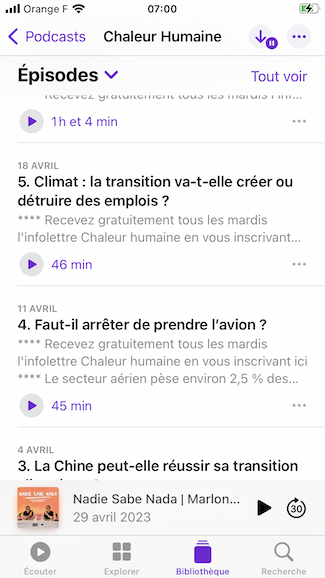 Orange F
07:00
Podcasts
Chaleur Humaine
Épisodes
Tout voir
Recevez gratuitement tous les mardis l'inf...
1 h et 4 min
18 AVRIL
5. Climat : la transition va-t-elle créer ou
détruire des emplois ?
**** Recevez gratuitement tous les mardis
l'infolettre Chaleur humaine en vous inscrivant...
46 min
11 AVRIL
4. Faut-il arrêter de prendre l'avion ?
**** Recevez gratuitement tous les mardis
l'infolettre Chaleur humaine en vous inscrivant ici
**** Le secteur aérien pèse environ 2,5 % des...
45 min
4 AVRIL
3. La Chine peut-elle réussir sa transition
NADIE SABE NADA
Nadie Sabe Nada | Marlon...
29 avril 2023
30
Écouter
Explorer
Bibliothèque
Recherche